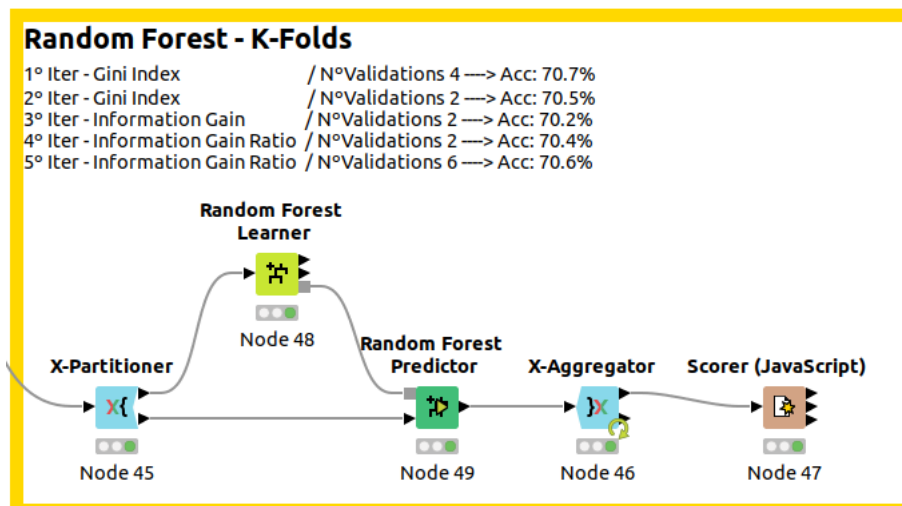 Random Forest - K-Folds
1º Iter - Gini Index / NºValidations 4 ----> Acc: 70.7%
2º Iter - Gini Index / NºValidations 2 ----> Acc: 70.5%
3º Iter - Information Gain / NºValidations 2 ----> Acc: 70.2%
4º Iter - Information Gain Ratio / NºValidations 2 ----> Acc: 70.4%
5º Iter - Information Gain Ratio / NºValidations 6 ----> Acc: 70.6%
Random Forest
Learner
Node 48
X-Partitioner
Node 45
Random Forest
Predictor
Node 49
X-Aggregator
Node 46
Scorer (JavaScript)
Node 47